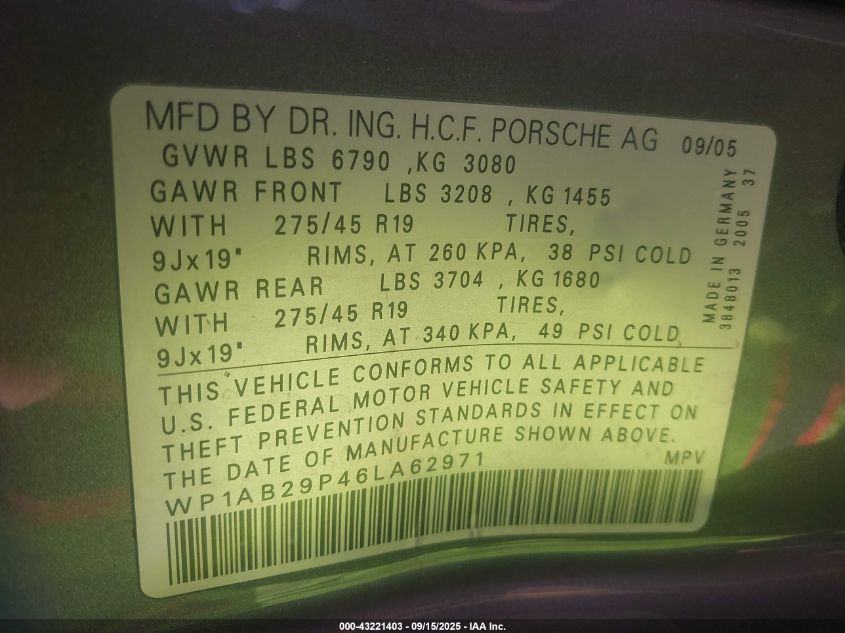 MFD BY DR. ING. H.C.F. PORSCHE AG 09/05
GVWR LBS 6790 ,KG 3080
GAWR FRONT LBS 3208 , KG 1455
WITH 275/45 R19 TIRES,
9Jx19" RIMS, AT 260 KPA, 38 PSI COLD
GAWR REAR LBS 3704 , KG 1680
WITH 275/45 R19 TIRES,
9Jx19" RIMS, AT 340 KPA, 49 PSI COLD
THIS VEHICLE CONFORMS TO ALL APPLICABLE
U.S. FEDERAL MOTOR VEHICLE SAFETY AND
THEFT PREVENTION STANDARDS IN EFFECT ON
THE DATE OF MANUFACTURE SHOWN ABOVE.
WP1AB29P46LA62971 MPV
MADE IN GERMANY
3848013 2005 37
000-43221403 - 09/15/2025 - IAA Inc.